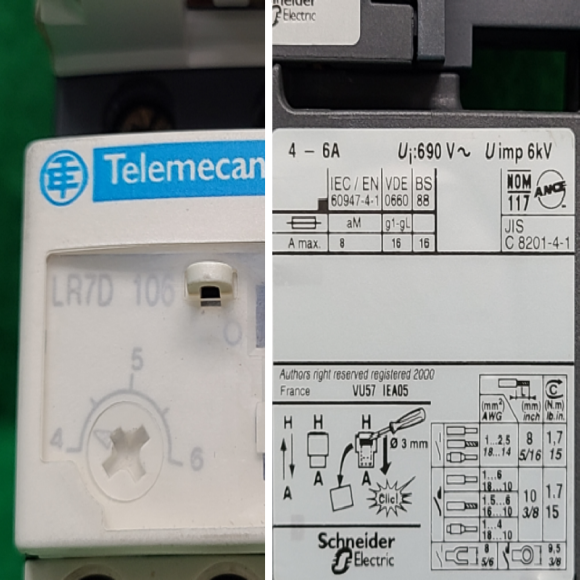 Telemecan
LR7D 106
5
4
6
neider
Electric
4 - 6A Ui:690 V~ Uimp 6kV
IEC / EN VDE BS
60947-4-1 0660 88
NOM
117
ANCE
aM g1-gL
A max. 8 16 16
JIS
C 8201-4-1
Authors right reserved registered 2000
France VU57 IEA05
H H H
Ø 3 mm
A A A
Clic!
(mm²) (mm) C (N.m)
AWG inch lb.in.
1...2.5 8 1,7
18...14 5/16 15
1...6
18...10
1.5...6 10 1.7
16...10 3/8 15
1...4
18...10
8 9,5
5/6 3/8
Schneider
Electric